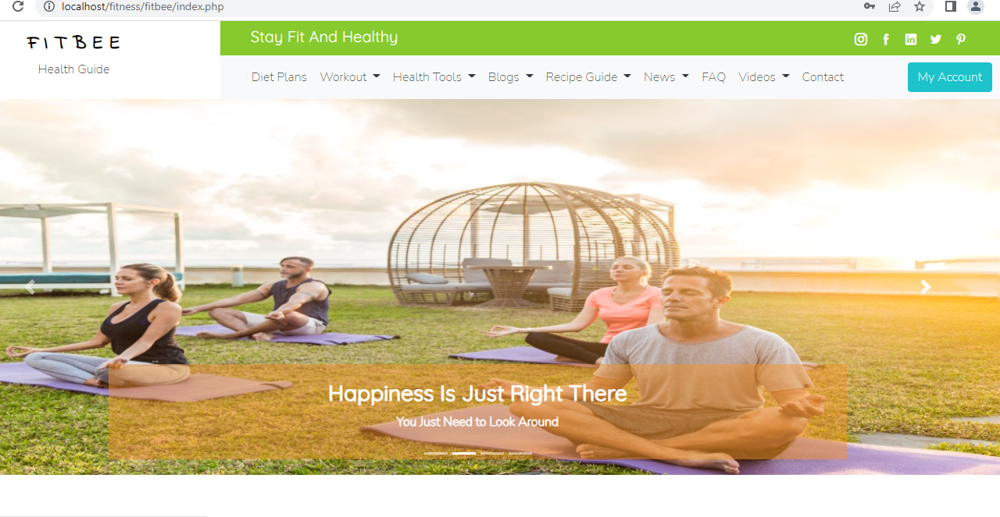 localhost/fitness/fitbee/index.php
FITBEE
Health Guide
Stay Fit And Healthy
Diet Plans Workout Health Tools Blogs Recipe Guide News FAQ Videos Contact My Account
Happiness Is Just Right There
You Just Need to Look Around